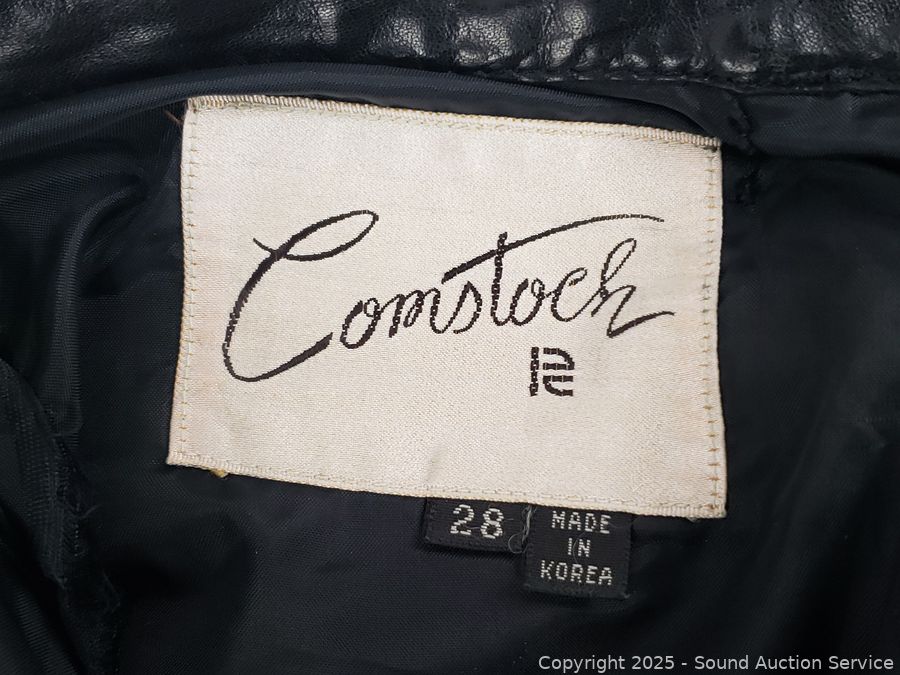 Comstock
28
MADE
IN
KOREA
Copyright 2025 - Sound Auction Service